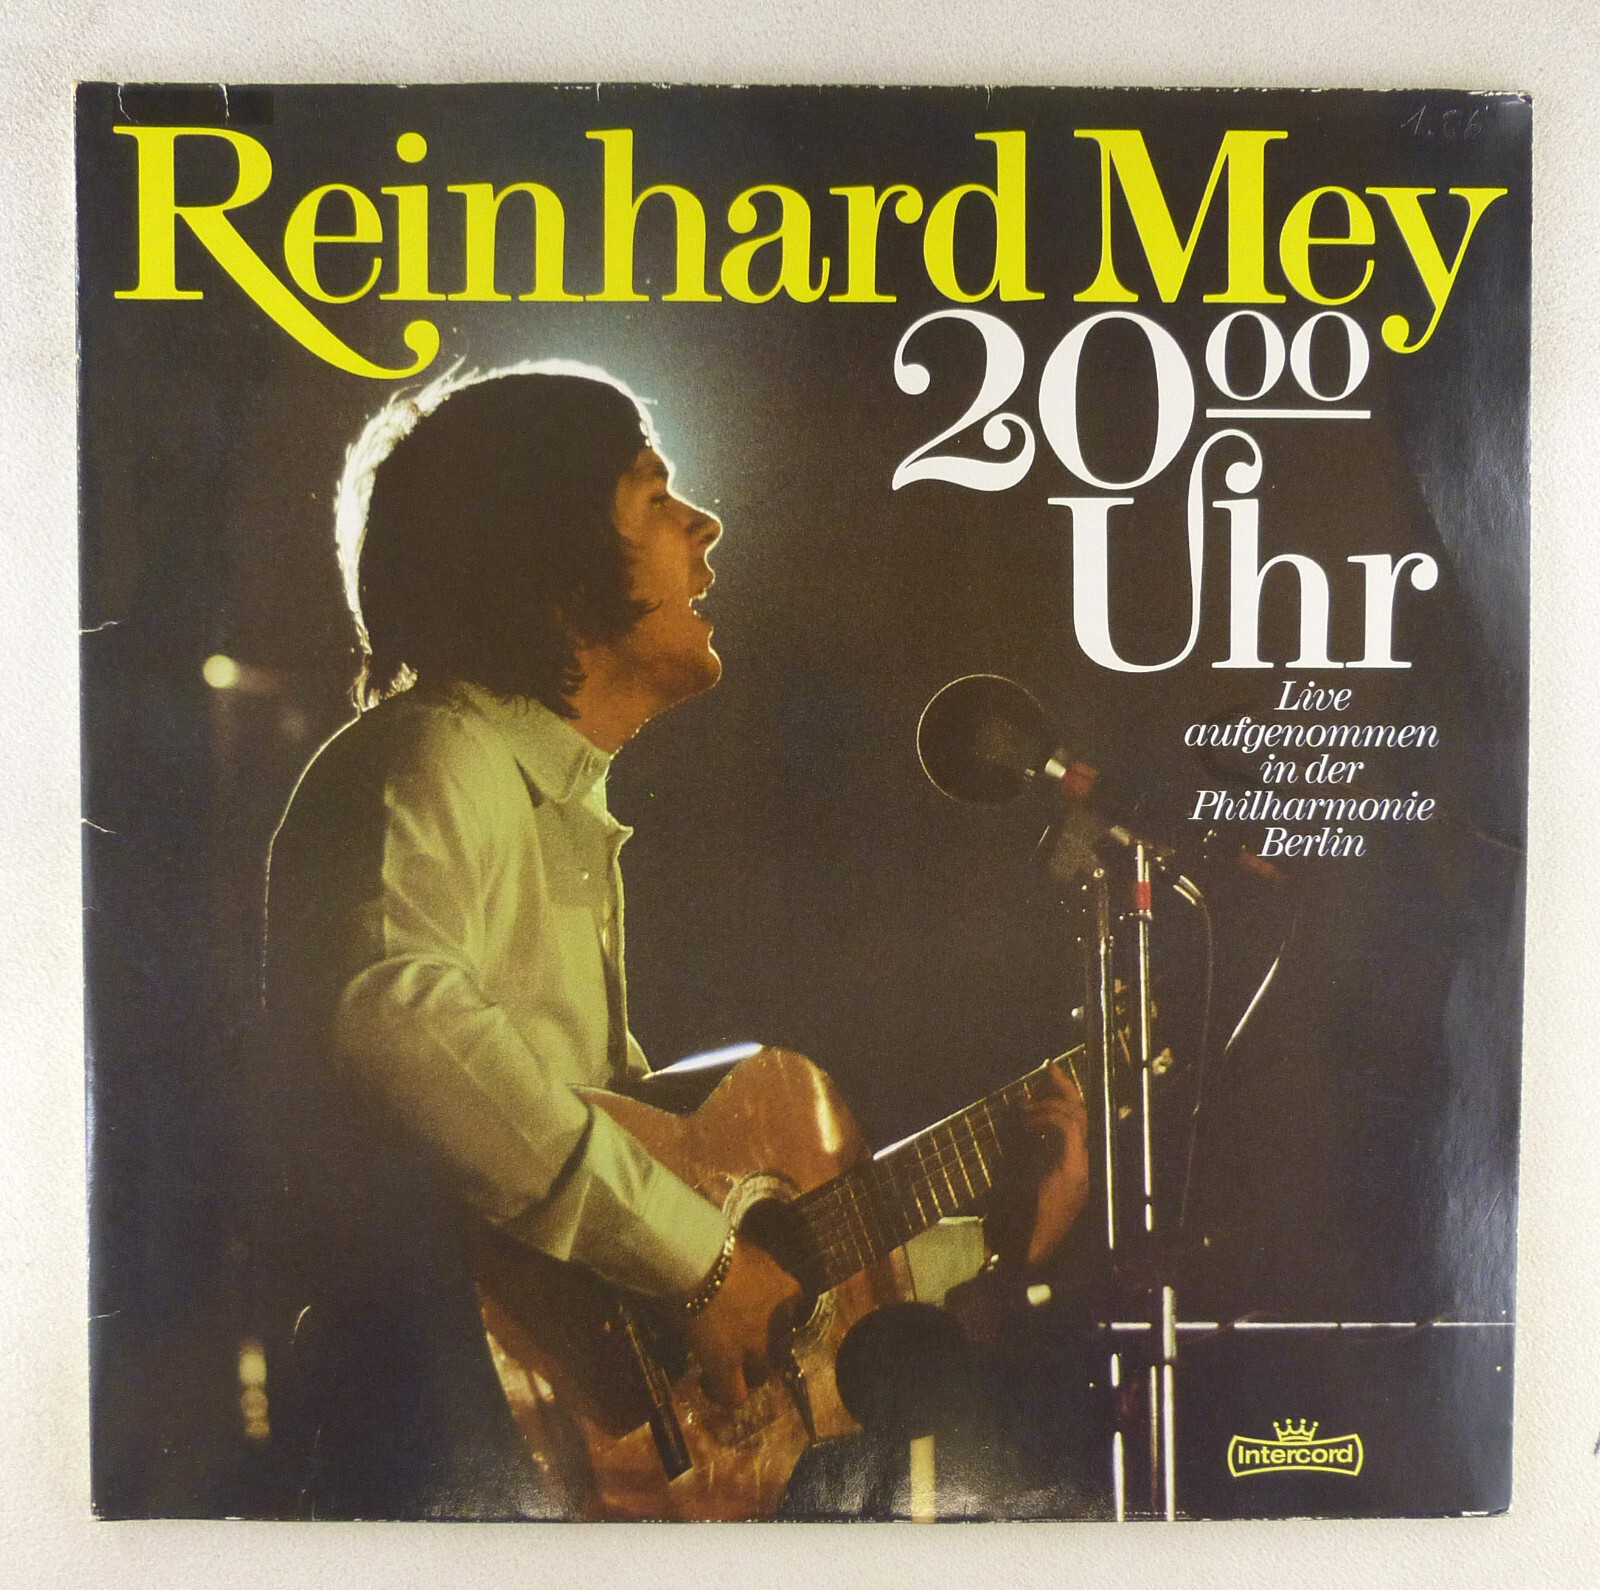 Reinhard Mey
20 00
Uhr
Live
aufgenommen
in der
Philharmonie
Berlin
Intercord